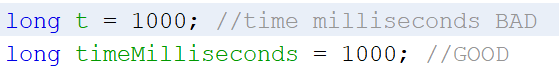 long t = 1000; //time milliseconds BAD
long timeMilliseconds = 1000; //GOOD